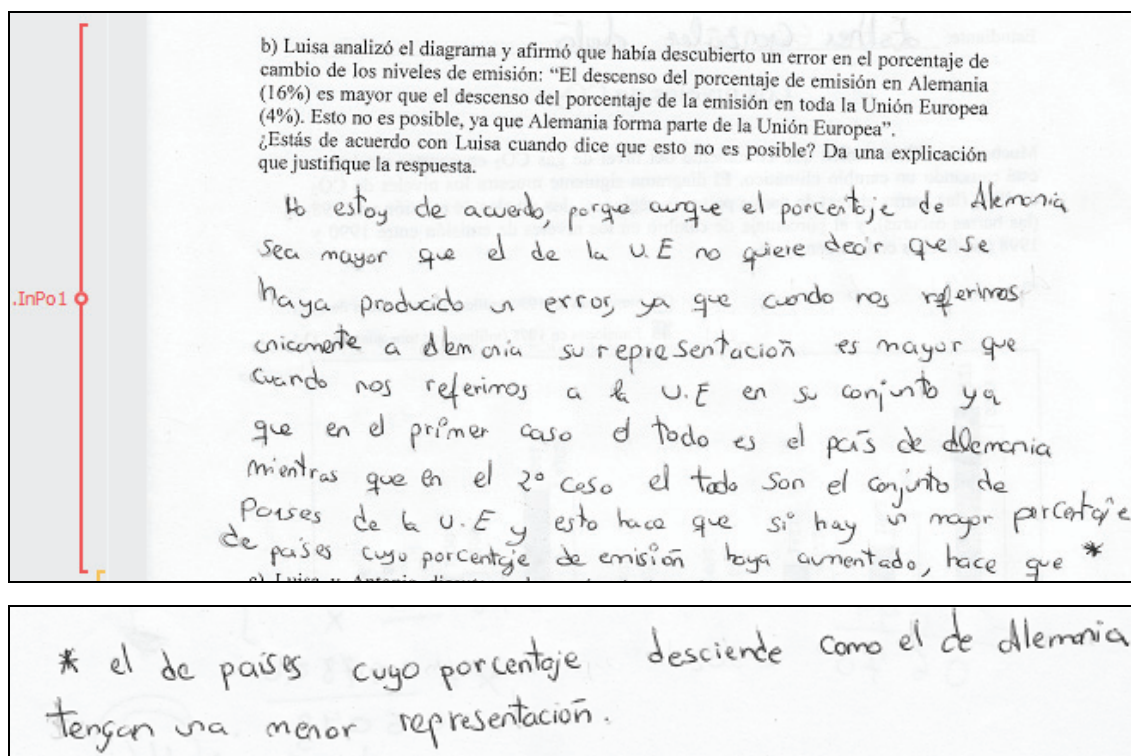 b) Luisa analizó el diagrama y afirmó que había descubierto un error en el porcentaje de
cambio de los niveles de emisión: “El descenso del porcentaje de emisión en Alemania
(16%) es mayor que el descenso del porcentaje de la emisión en toda la Unión Europea
(4%). Esto no es posible, ya que Alemania forma parte de la Unión Europea”.
¿Estás de acuerdo con Luisa cuando dice que esto no es posible? Da una explicación
que justifique la respuesta.
No estoy de acuerdo, porque aunque el porcentaje de Alemania
sea mayor que el de la U.E no quiere decir que se
.InPo1
haya producido un error, ya que cuando nos referimos
unicamente a Alemania su representación es mayor que
cuando nos referimos a la U.E en su conjunto ya
que en el primer caso el todo es el país de Alemania
mientras que en el 2º caso el todo son el conjunto de
Países de la U.E y esto hace que si hay un mayor porcentaje
de países cuyo porcentaje de emisión haya aumentado, hace que *
* el de países cuyo porcentaje desciende como el de Alemania
tengan una menor representación.